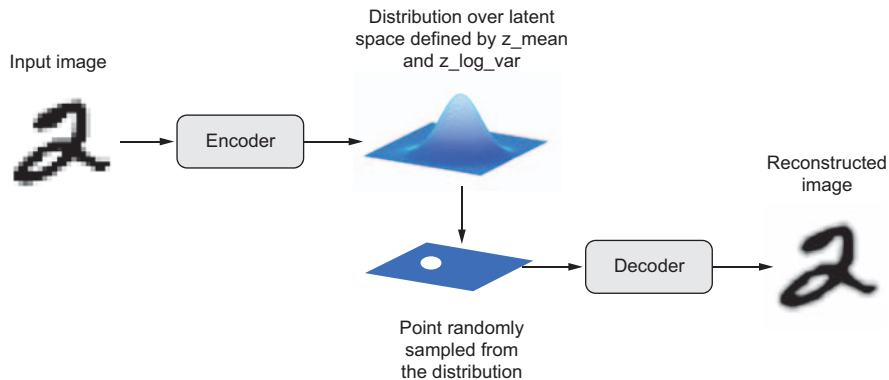 Input image
Encoder
Distribution over latent
space defined by z_mean
and z_log_var
Point randomly
sampled from
the distribution
Decoder
Reconstructed
image